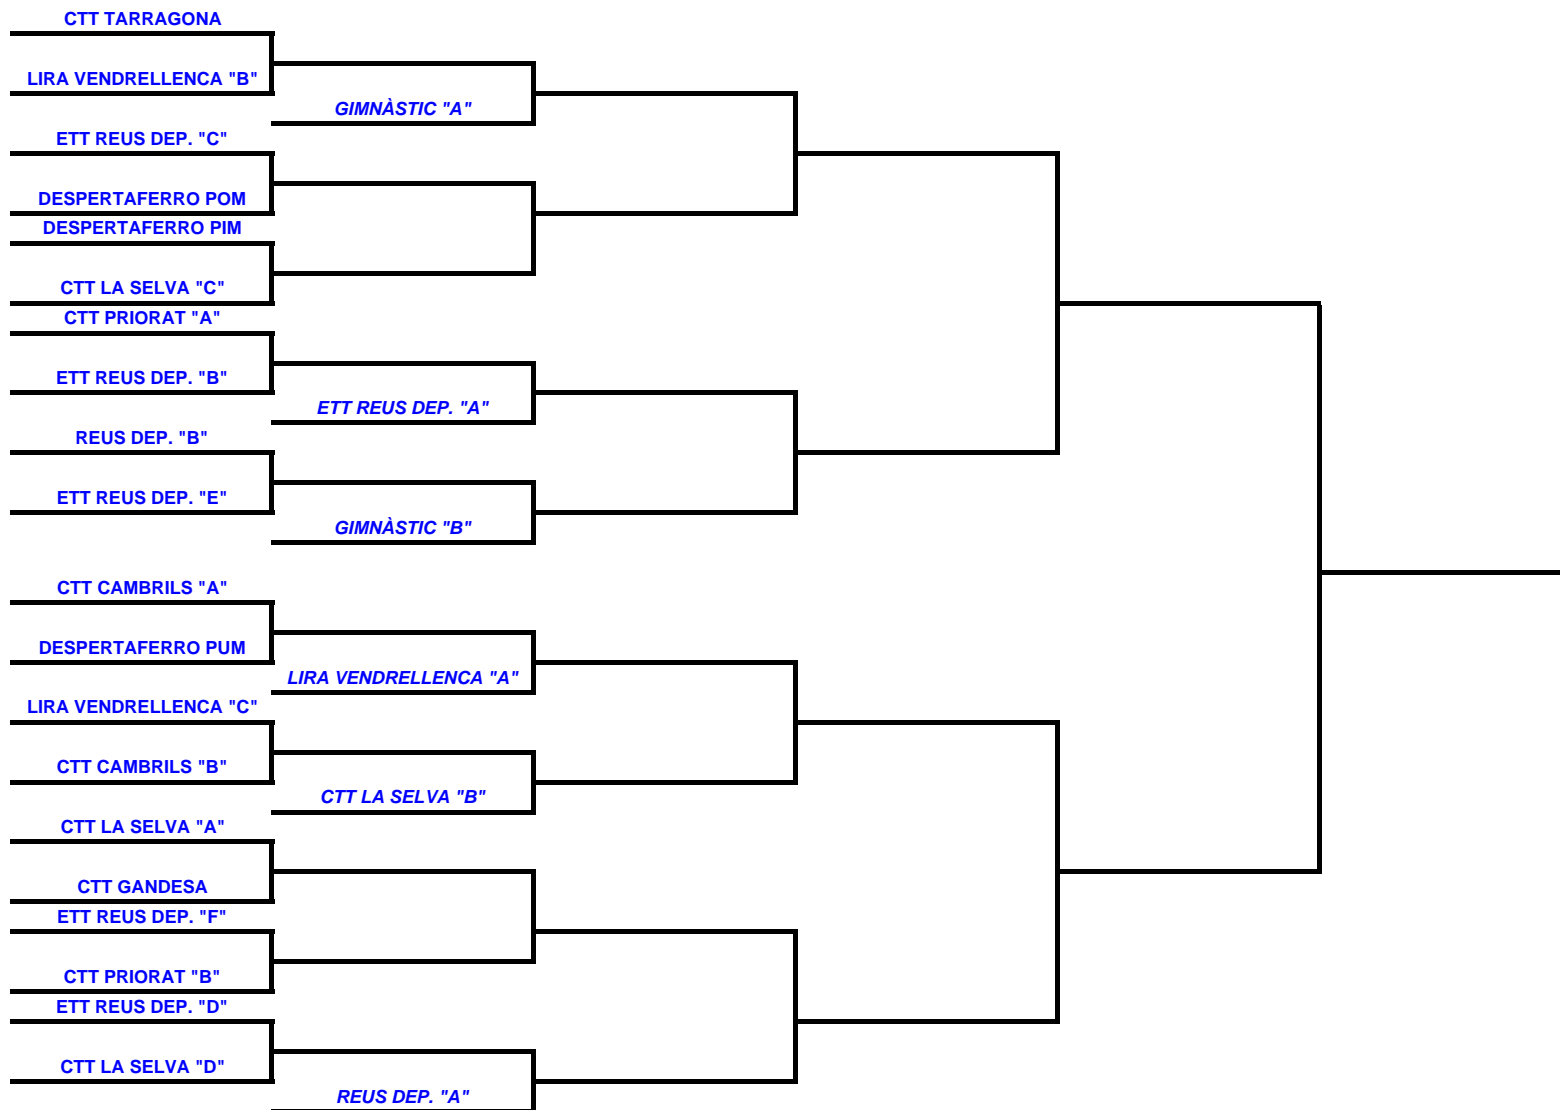 CTT TARRAGONA
LIRA VENDRELLENCA "B"
GIMNÀSTIC "A"
ETT REUS DEP. "C"
DESPERTAFERRO POM
DESPERTAFERRO PIM
CTT LA SELVA "C"
CTT PRIORAT "A"
ETT REUS DEP. "B"
ETT REUS DEP. "A"
REUS DEP. "B"
ETT REUS DEP. "E"
GIMNÀSTIC "B"
CTT CAMBRILS "A"
DESPERTAFERRO PUM
LIRA VENDRELLENCA "A"
LIRA VENDRELLENCA "C"
CTT CAMBRILS "B"
CTT LA SELVA "B"
CTT LA SELVA "A"
CTT GANDESA
ETT REUS DEP. "F"
CTT PRIORAT "B"
ETT REUS DEP. "D"
CTT LA SELVA "D"
REUS DEP. "A"